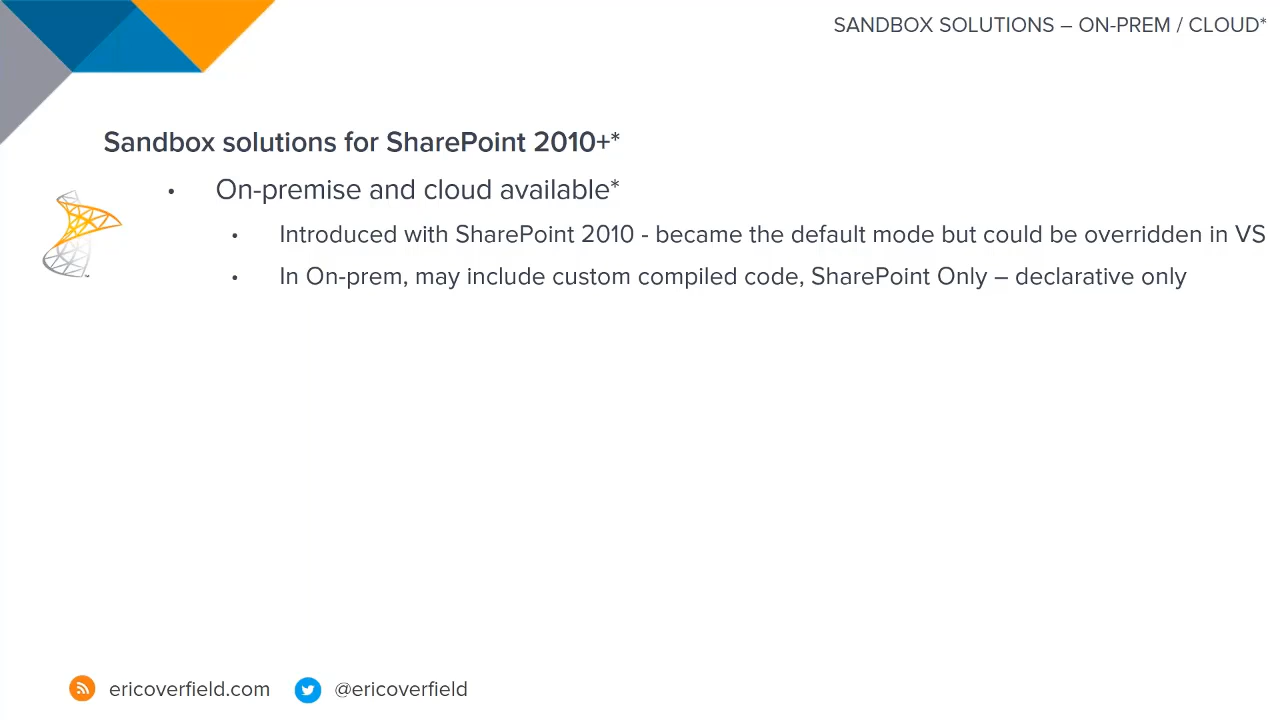 SANDBOX SOLUTIONS – ON-PREM / CLOUD*
Sandbox solutions for SharePoint 2010+*
• On-premise and cloud available*
• Introduced with SharePoint 2010 - became the default mode but could be overridden in VS
• In On-prem, may include custom compiled code, SharePoint Only – declarative only
ericoverfield.com @ericoverfield